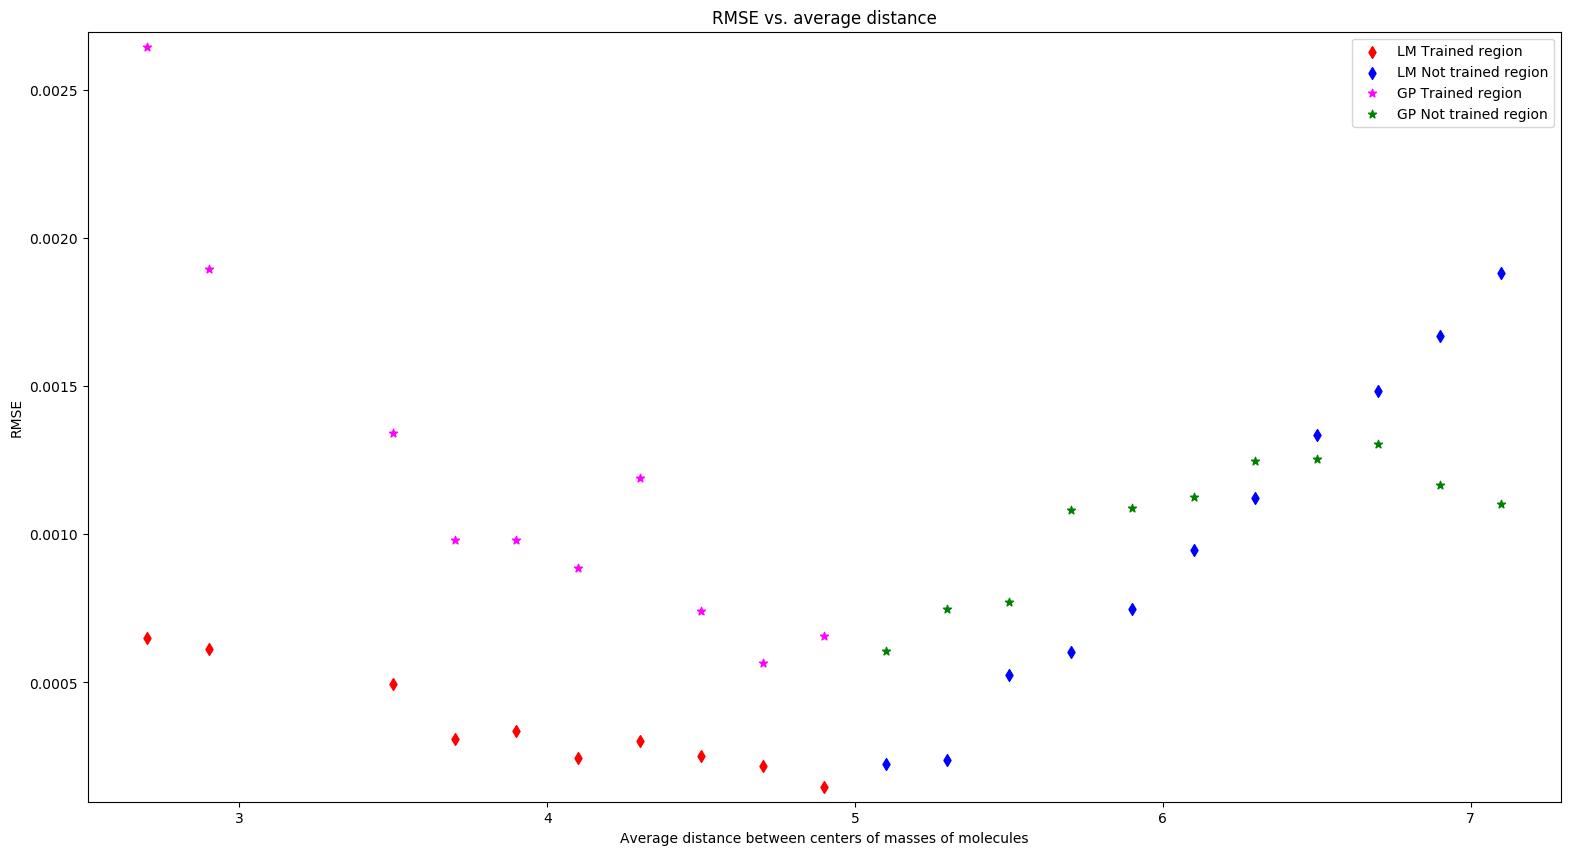 RMSE vs. average distance
LM Trained region
LM Not trained region
GP Trained region
GP Not trained region
0.0025
0.0020
0.0015
0.0010
0.0005
RMSE
3 4 5 6 7
Average distance between centers of masses of molecules